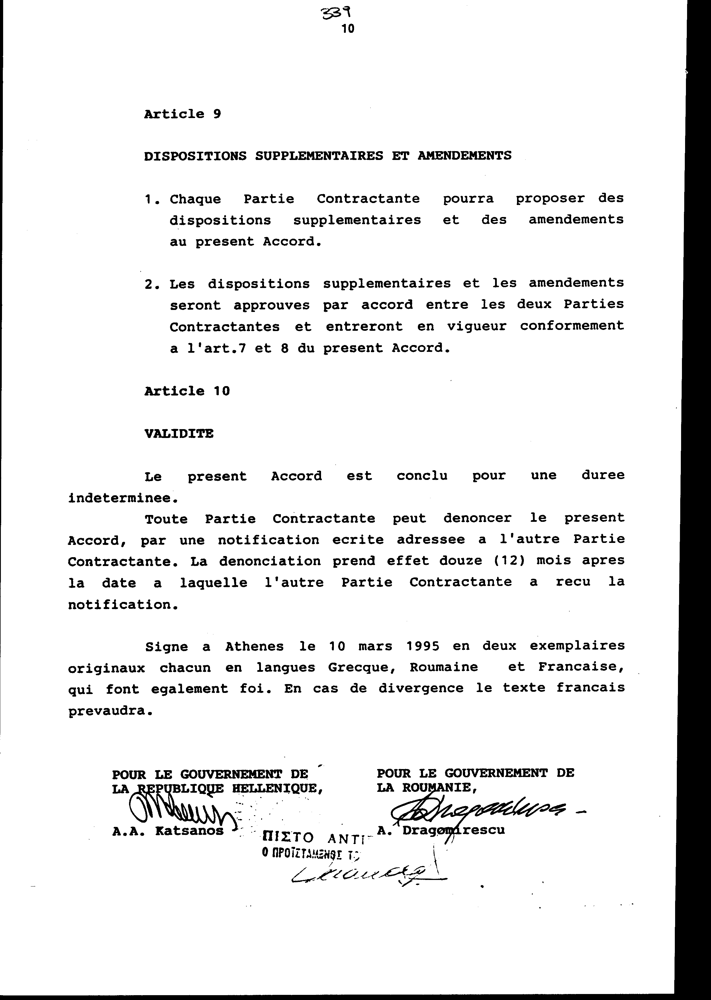 339
10
Article 9
DISPOSITIONS SUPPLEMENTAIRES ET AMENDEMENTS
1. Chaque Partie Contractante pourra proposer des
dispositions supplementaires et des amendements
au present Accord.
2. Les dispositions supplementaires et les amendements
seront approuves par accord entre les deux Parties
Contractantes et entreront en vigueur conformement
a l'art.7 et 8 du present Accord.
Article 10
VALIDITE
Le present Accord est conclu pour une duree
indeterminee.
Toute Partie Contractante peut denoncer le present
Accord, par une notification ecrite adressee a l'autre Partie
Contractante. La denonciation prend effet douze (12) mois apres
la date a laquelle l'autre Partie Contractante a recu la
notification.
Signe a Athenes le 10 mars 1995 en deux exemplaires
originaux chacun en langues Grecque, Roumaine et Francaise,
qui font egalement foi. En cas de divergence le texte francais
prevaudra.
POUR LE GOUVERNEMENT DE
LA REPUBLIQUE HELLENIQUE,
A.A. Katsanos
POUR LE GOUVERNEMENT DE
LA ROUMANIE,
A. Dragomirescu
ΠΙΣΤΟ ΑΝΤΙ
Ο ΠΡΟΪΣΤΑΜΕΝΟΣ